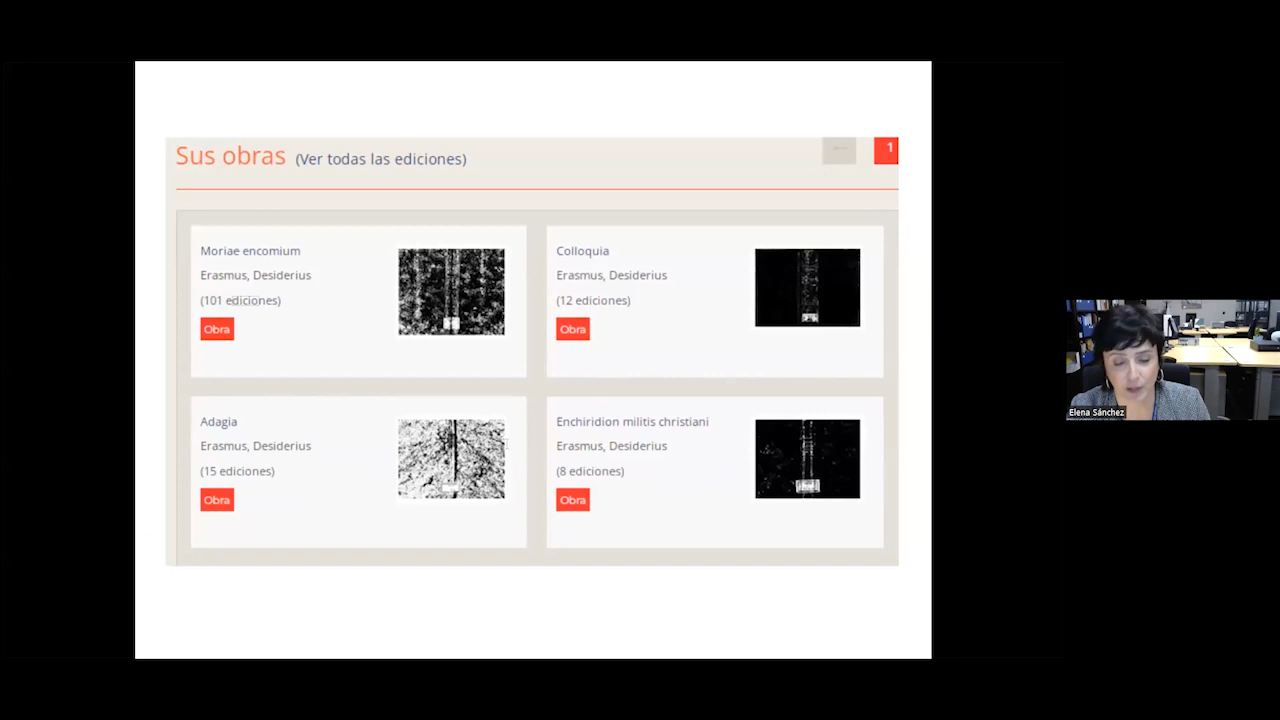 Sus obras (Ver todas las ediciones)
1
Moriae encomium
Erasmus, Desiderius
(101 ediciones)
Obra
Colloquia
Erasmus, Desiderius
(12 ediciones)
Obra
Adagia
Erasmus, Desiderius
(15 ediciones)
Obra
Enchiridion militis christiani
Erasmus, Desiderius
(8 ediciones)
Obra
Elena Sánchez